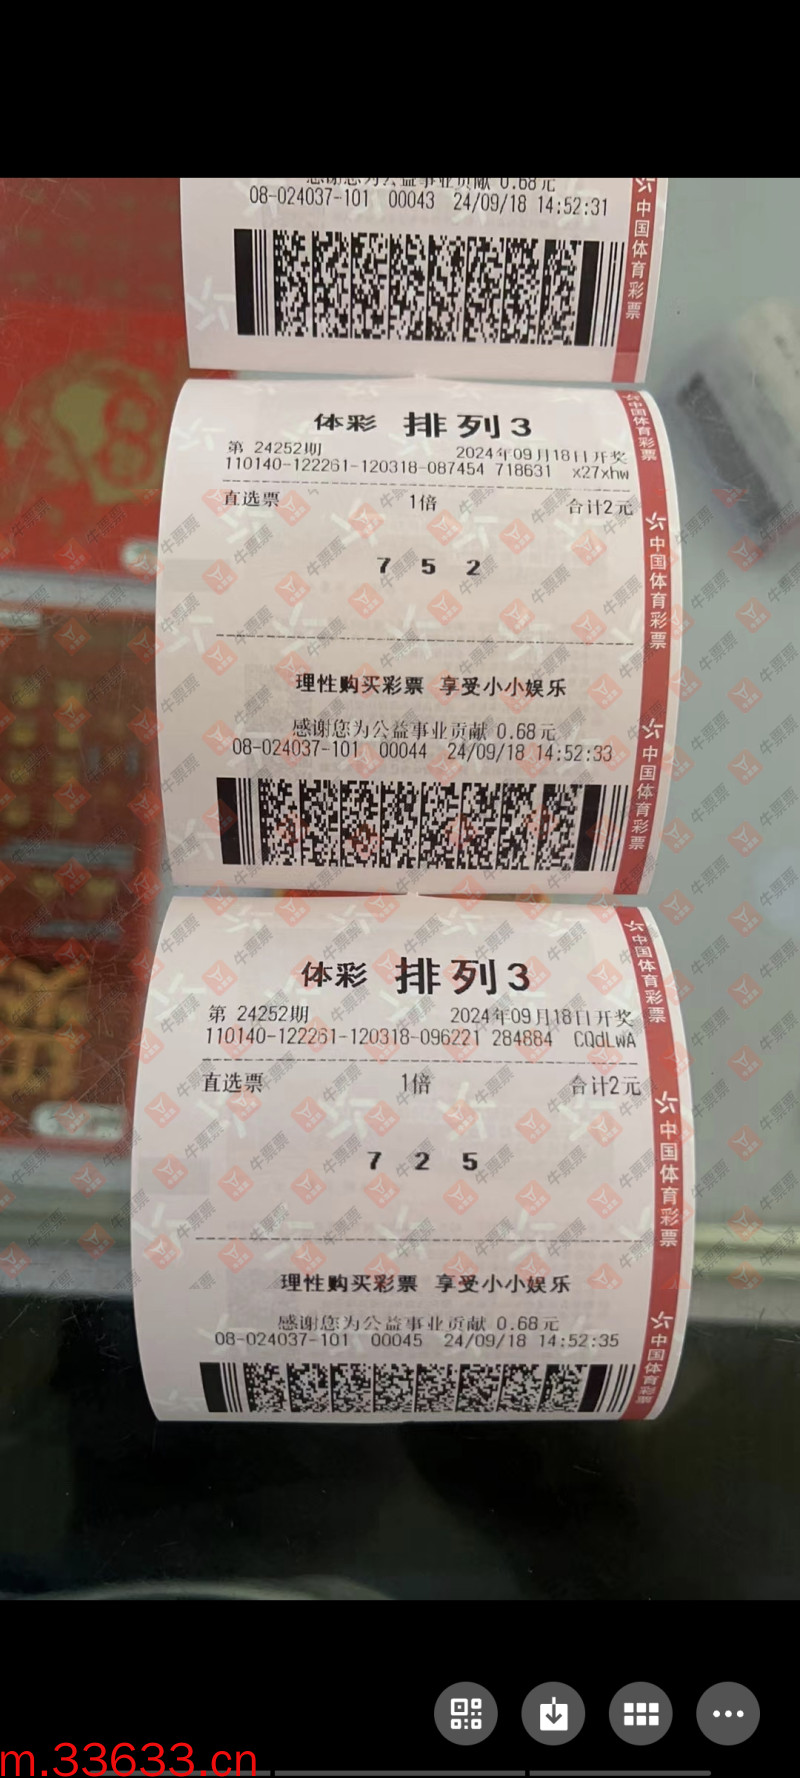 感谢您为公益事业贡献 0.68元
08-024037-101 00043 24/09/18 14:52:31
中国体育彩票
体彩 排列3
第 24252期 2024年09月18日开奖
110140-122261-120318-087454 718631 x27xhw
直选票 1倍 合计2元
7 5 2
理性购买彩票 享受小小娱乐
感谢您为公益事业贡献 0.68元
08-024037-101 00044 24/09/18 14:52:33
中国体育彩票
中国体育彩票
中国体育彩票
体彩 排列3
第 24252期 2024年09月18日开奖
110140-122261-120318-096221 284884 CQdLwA
直选票 1倍 合计2元
7 2 5
理性购买彩票 享受小小娱乐
感谢您为公益事业贡献 0.68元
08-024037-101 00045 24/09/18 14:52:35
中国体育彩票
中国体育彩票
中国体育彩票
牛票票
m.33633.cn